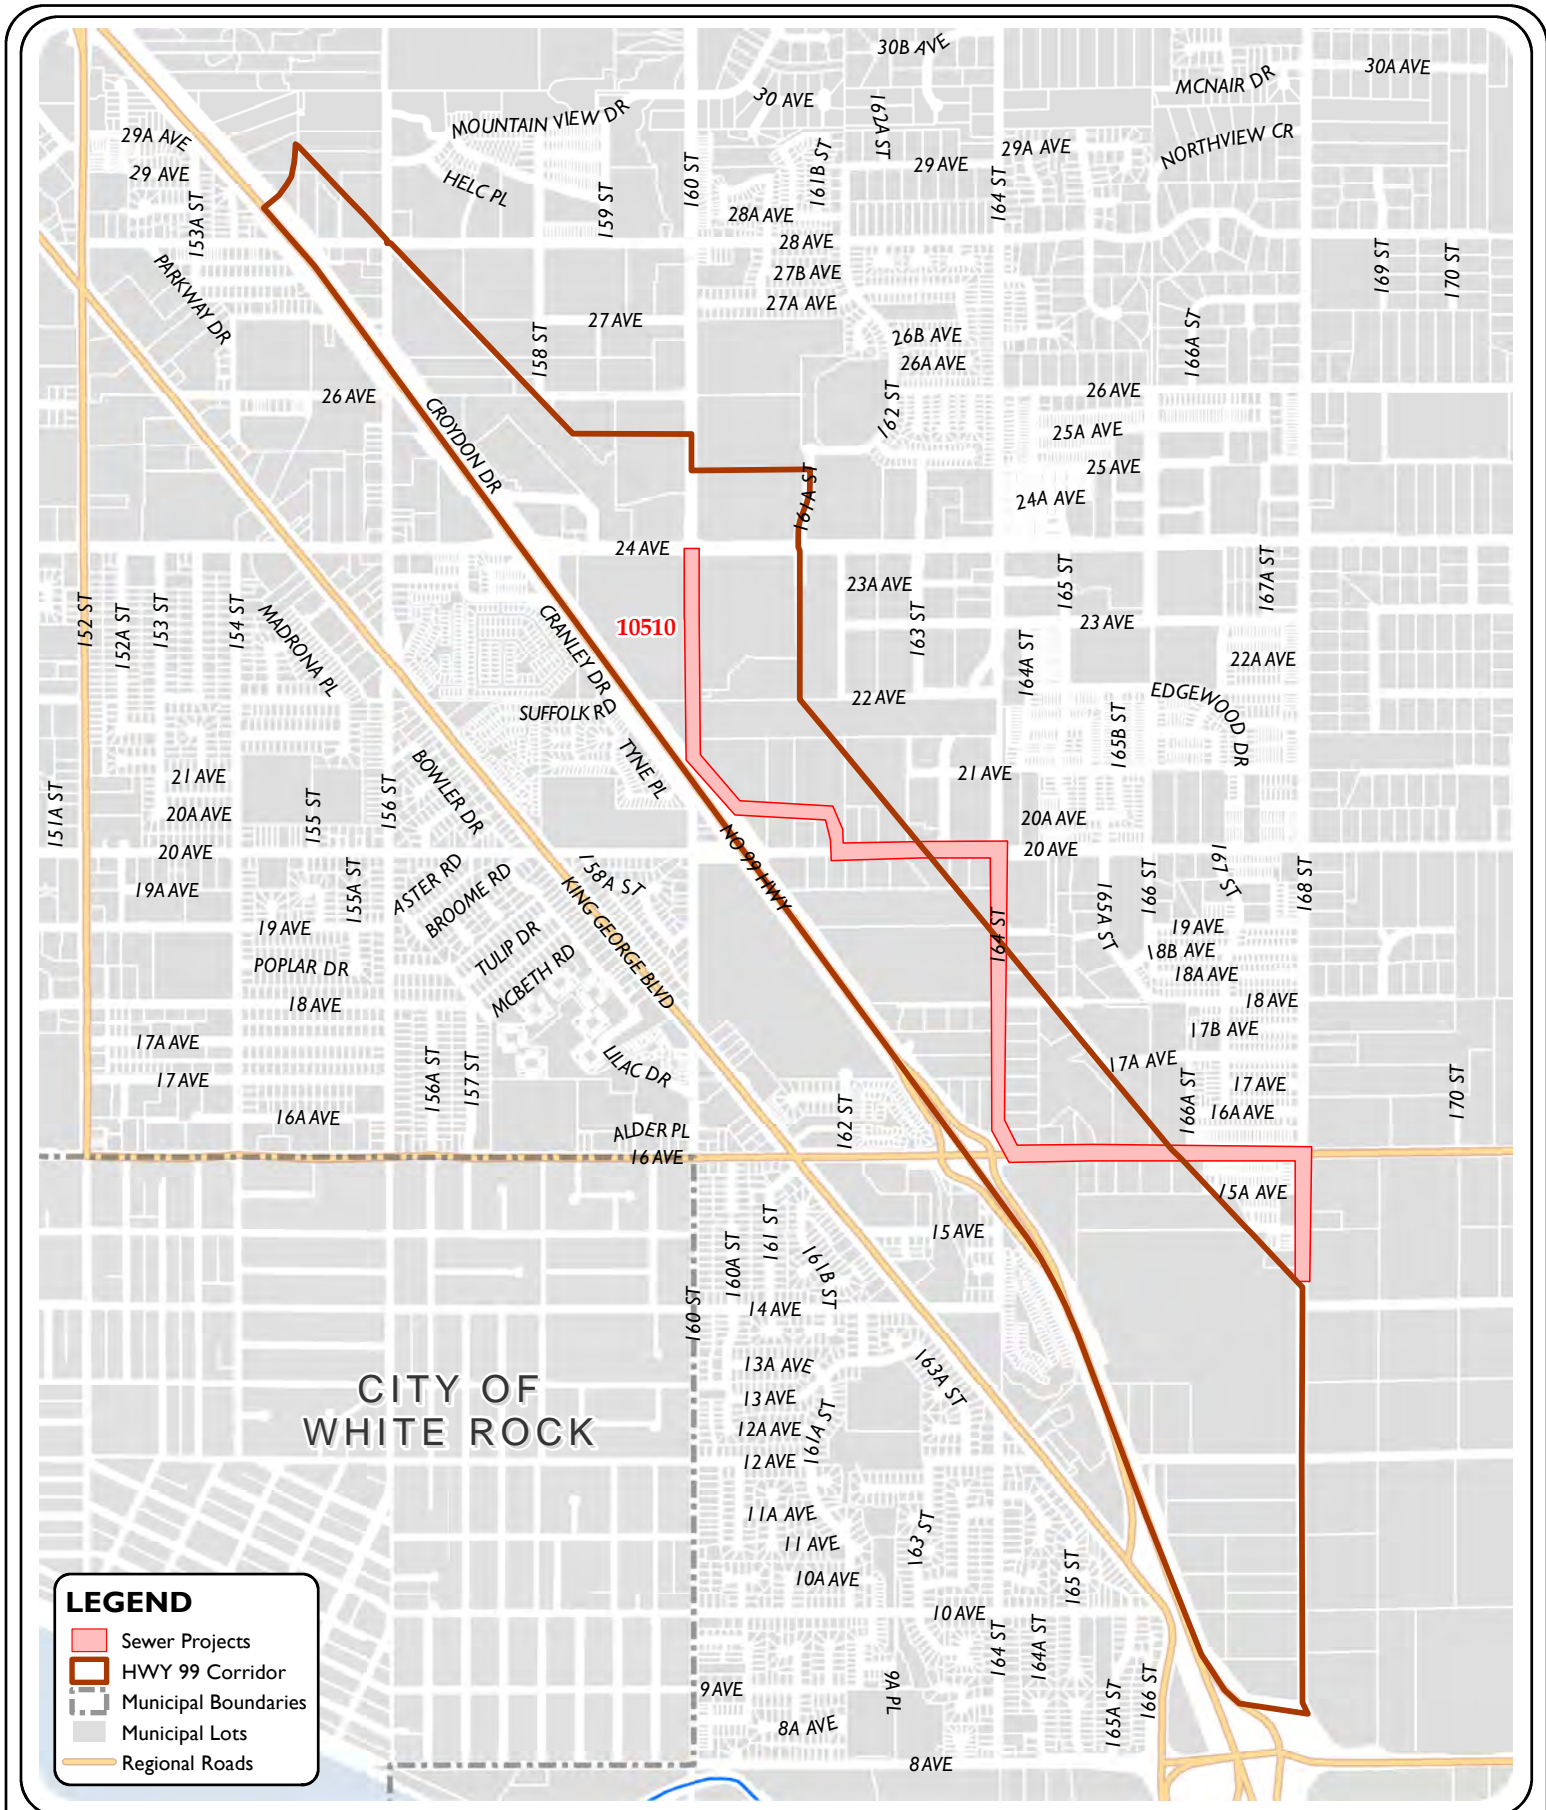 30B AVE
30A AVE
MCNAIR DR
30 AVE
MOUNTAIN VIEW DR
162A ST
29A AVE
29A AVE
NORTHVIEW CR
29 AVE
29 AVE
161B ST
160 ST
HELC PL
164 ST
159 ST
153A ST
28A AVE
28 AVE
169 ST
170 ST
27B AVE
PARKWAY DR
27A AVE
27 AVE
158 ST
26B AVE
166A ST
26A AVE
26 AVE
26 AVE
162 ST
CROYDON DR
25A AVE
25 AVE
161A ST
24A AVE
24 AVE
23A AVE
165 ST
167A ST
10510
152 ST
152A ST
153 ST
154 ST
MADRONA PL
CRANLEY DR
163 ST
23 AVE
164A ST
22A AVE
22 AVE
EDGEWOOD DR
SUFFOLK RD
165B ST
TYNE PL
21 AVE
21 AVE
BOWLER DR
151A ST
155 ST
156 ST
20A AVE
20A AVE
20 AVE
20 AVE
NO 99 HWY
158A ST
ASTER RD
155A ST
19A AVE
BROOME RD
KING GEORGE BLVD
165A ST
166 ST
167 ST
168 ST
19 AVE
19 AVE
164 ST
TULIP DR
18B AVE
POPLAR DR
MCBETH RD
18A AVE
18 AVE
18 AVE
17B AVE
17A AVE
17A AVE
LILAC DR
156A ST
157 ST
17 AVE
17 AVE
170 ST
166A ST
16A AVE
16A AVE
162 ST
ALDER PL
16 AVE
15A AVE
161 ST
15 AVE
160A ST
161B ST
160 ST
14 AVE
13A AVE
163A ST
CITY OF
WHITE ROCK
13 AVE
12A AVE
161A ST
12 AVE
11A AVE
11 AVE
163 ST
10A AVE
165 ST
10 AVE
164 ST
164A ST
9 AVE
9A PL
165A ST
166 ST
8A AVE
8 AVE
LEGEND
Sewer Projects
HWY 99 Corridor
Municipal Boundaries
Municipal Lots
Regional Roads